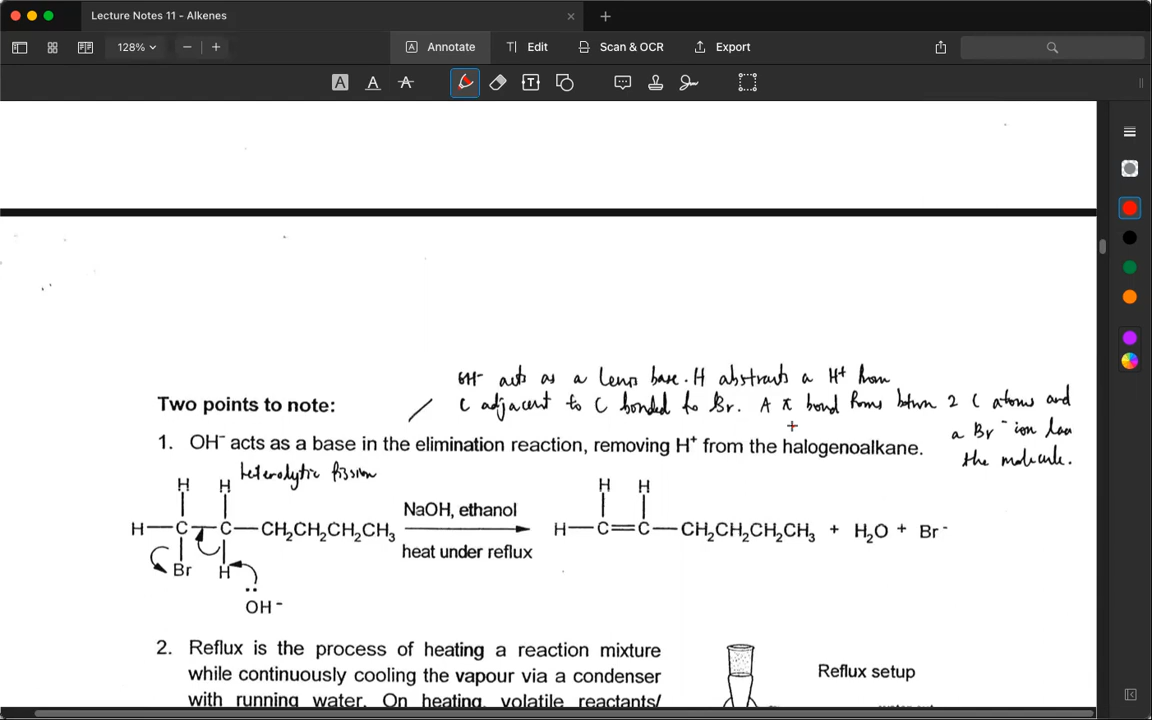 Lecture Notes 11 - Alkenes
128%
Annotate
Edit
Scan & OCR
Export
OH⁻ acts as a Lewis base. It abstracts a H⁺ from
C adjacent to C bonded to Br. A π bond forms betwn 2 C atoms and
a Br⁻ ion
the molecule.
Two points to note:
1. OH⁻ acts as a base in the elimination reaction, removing H⁺ from the halogenoalkane.
heterolytic fission
H H
H H
NaOH, ethanol
H C C CH₂CH₂CH₂CH₃
H C C CH₂CH₂CH₂CH₃ + H₂O + Br⁻
heat under reflux
Br H
OH⁻
2. Reflux is the process of heating a reaction mixture
while continuously cooling the vapour via a condenser
with running water. On heating, volatile reactants/
Reflux setup